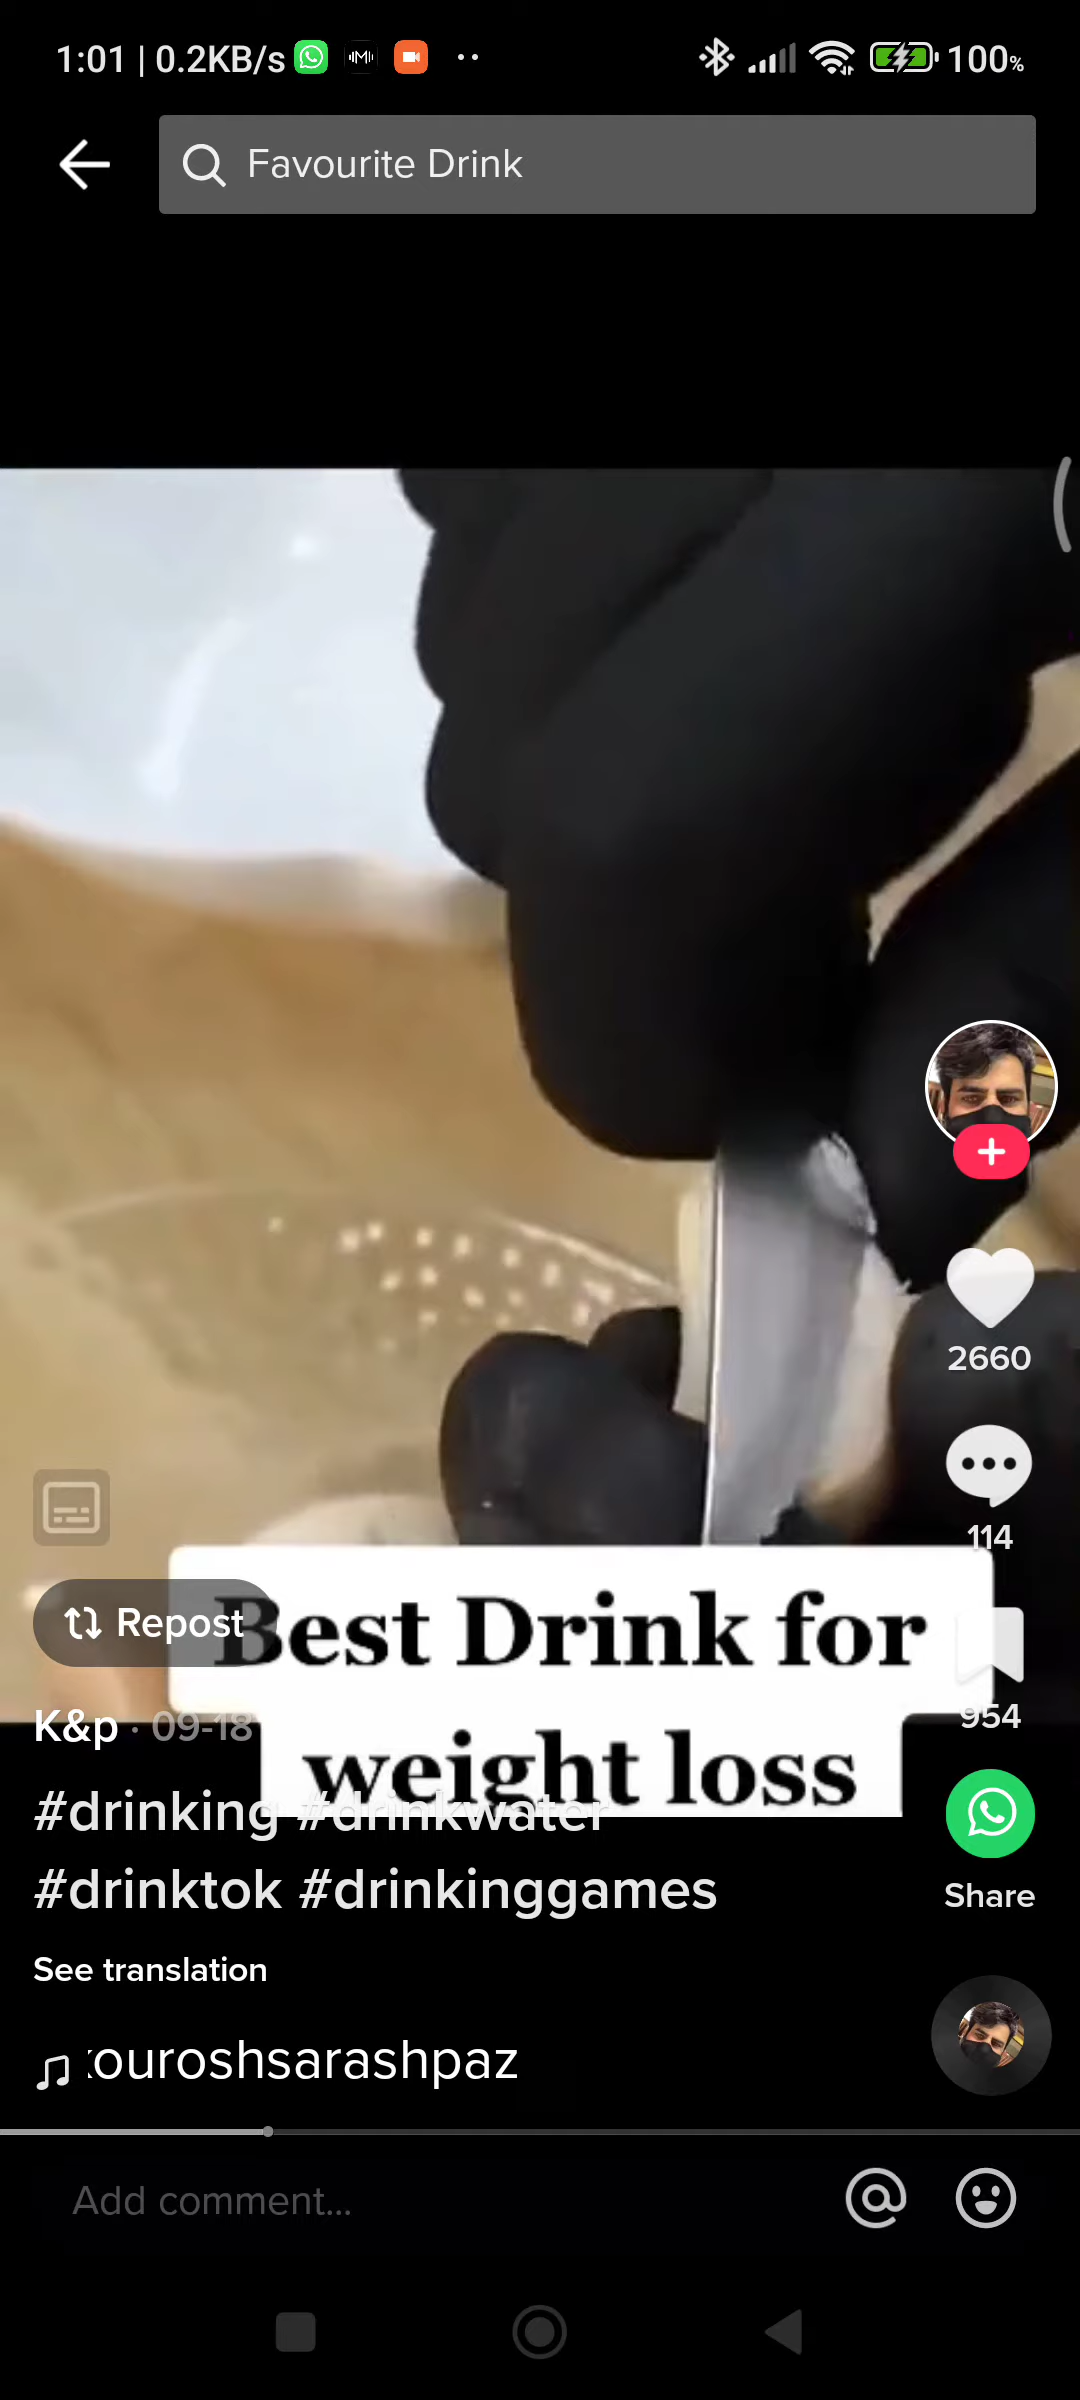 1:01 | 0.2KB/s
100%
Favourite Drink
2660
114
Best Drink for
Repost
954
K&p · 09-18
weight loss
#drinking #drinkwater
#drinktok #drinkinggames
Share
See translation
ouroshsarashpaz
Add comment...